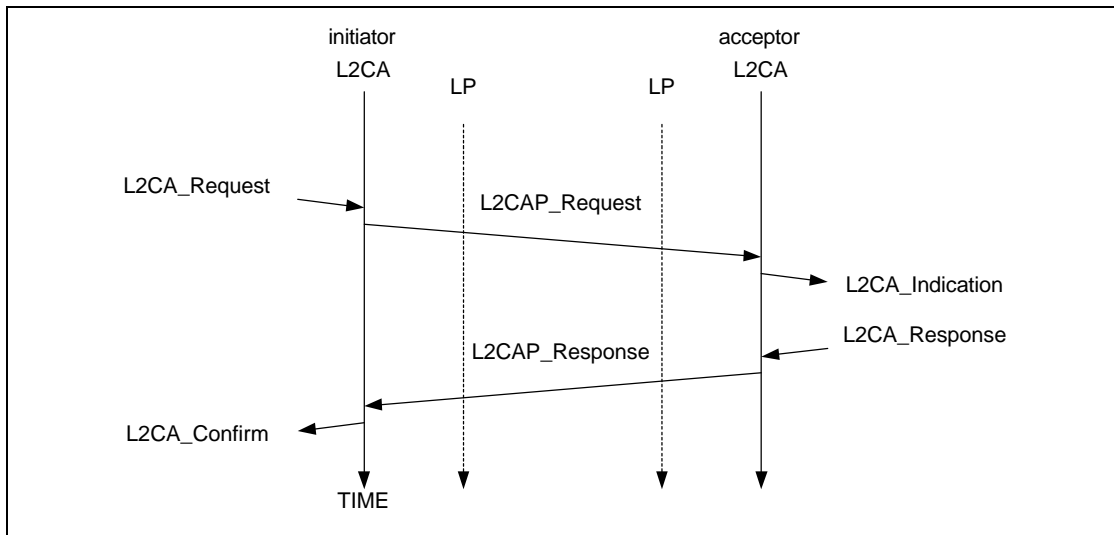 initiator
acceptor
L2CA
LP
LP
L2CA
L2CA_Request
L2CAP_Request
L2CA_Indication
L2CA_Response
L2CAP_Response
L2CA_Confirm
TIME